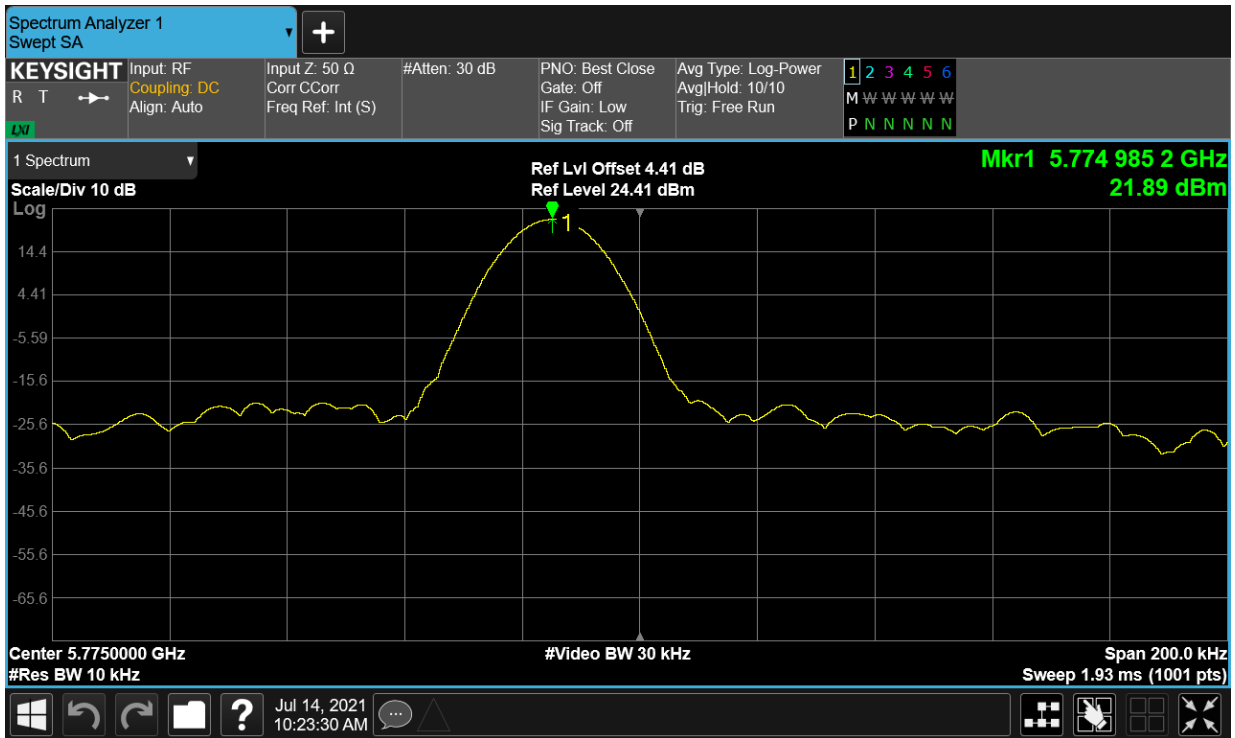 Spectrum Analyzer 1
Swept SA
+
KEYSIGHT
R T
LXI
Input: RF
Coupling: DC
Align: Auto
Input Z: 50 Ω
Corr CCorr
Freq Ref: Int (S)
#Atten: 30 dB
PNO: Best Close
Gate: Off
IF Gain: Low
Sig Track: Off
Avg Type: Log-Power
Avg|Hold: 10/10
Trig: Free Run
1 2 3 4 5 6
M W W W W W
P N N N N N
1 Spectrum
Scale/Div 10 dB
Log
Ref Lvl Offset 4.41 dB
Ref Level 24.41 dBm
Mkr1 5.774 985 2 GHz
21.89 dBm
1
14.4
4.41
-5.59
-15.6
-25.6
-35.6
-45.6
-55.6
-65.6
Center 5.7750000 GHz
#Res BW 10 kHz
#Video BW 30 kHz
Span 200.0 kHz
Sweep 1.93 ms (1001 pts)
?
Jul 14, 2021
10:23:30 AM